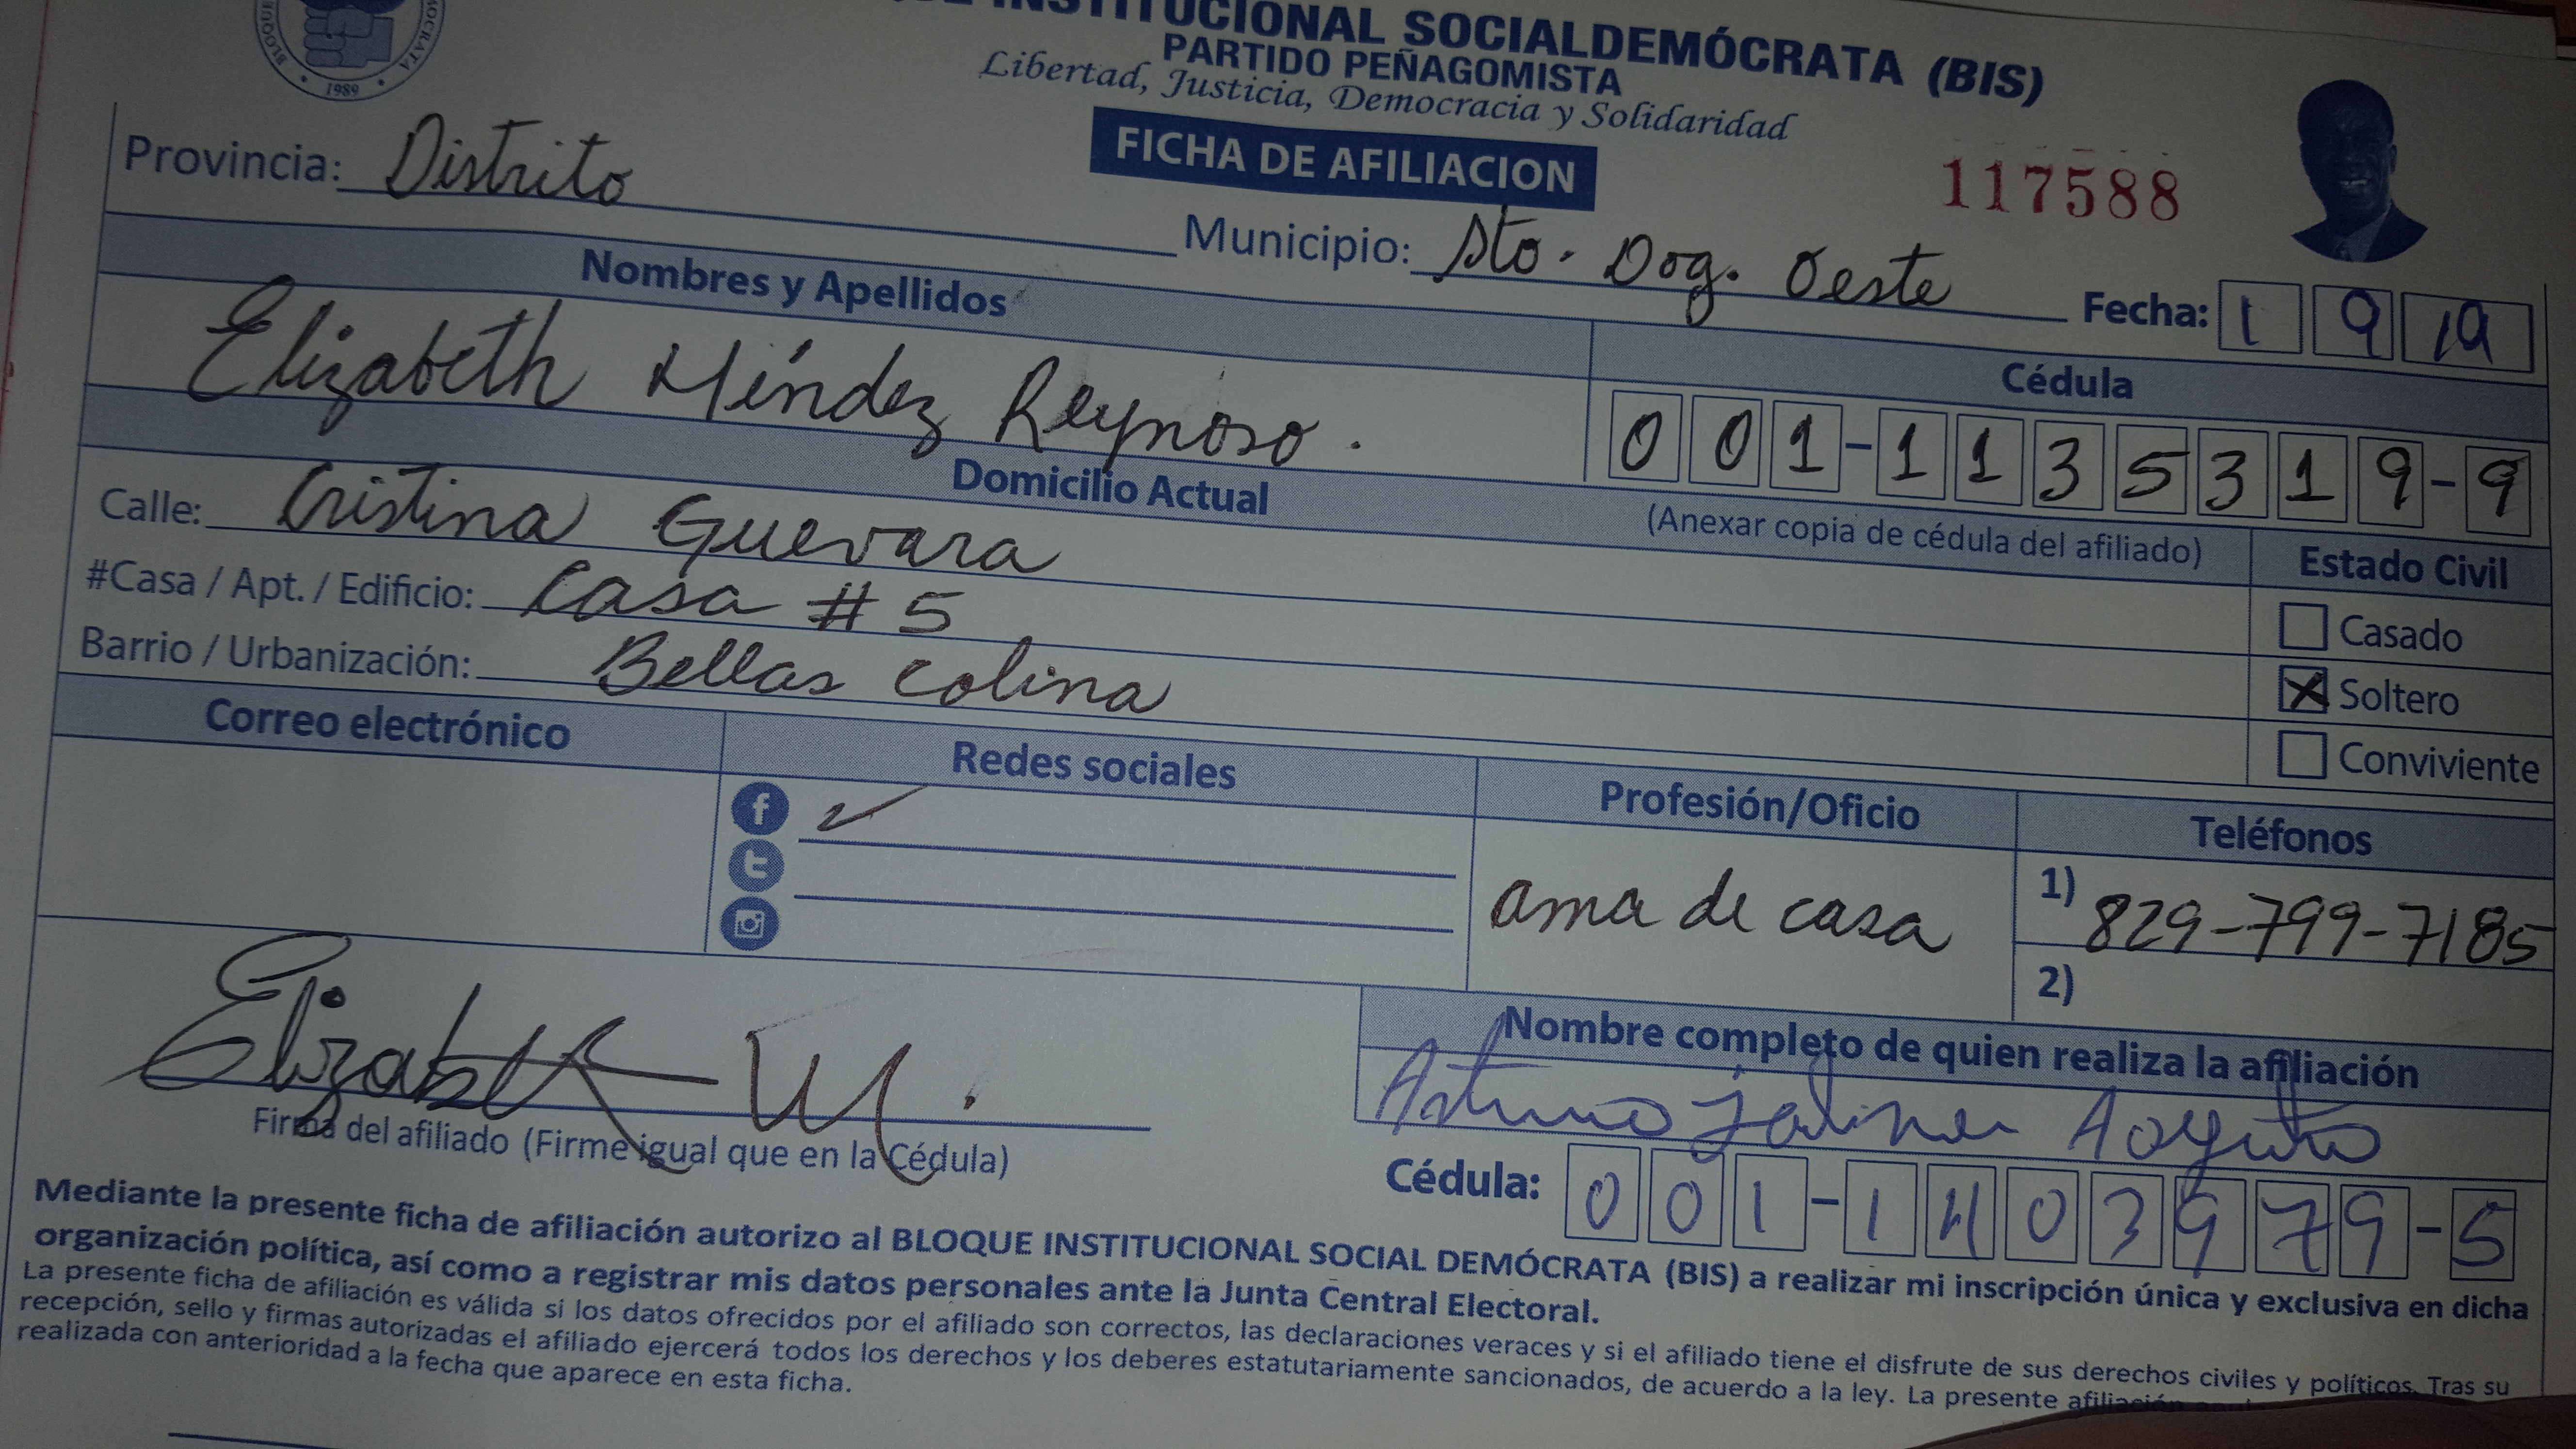 BLOQUE
OCRATA
1989
INSTITUCIONAL SOCIALDEMÓCRATA (BIS)
PARTIDO PEÑAGOMISTA
Libertad, Justicia, Democracia y Solidaridad
FICHA DE AFILIACION
117588
Provincia: Distrito
Municipio: Sto. Dog. Oeste
Fecha: 1 9 19
Nombres y Apellidos
Cédula
Elizabeth Méndez Reynoso.
001-1135319-9
Domicilio Actual
(Anexar copia de cédula del afiliado)
Estado Civil
Calle: Cristina Guevara
#Casa / Apt. / Edificio: Casa # 5
Barrio / Urbanización: Bellas Colina
Casado
X Soltero
Conviviente
Correo electrónico
Redes sociales
Profesión/Oficio
Teléfonos
f ✓
t
ama de casa
1) 829-799-7185
2)
Elizabeth M.
Firma del afiliado (Firme igual que en la Cédula)
Nombre completo de quien realiza la afiliación
Arturo
Cédula: 001-1403979-5
Mediante la presente ficha de afiliación autorizo al BLOQUE INSTITUCIONAL SOCIAL DEMÓCRATA (BIS) a realizar mi inscripción única y exclusiva en dicha
organización política, así como a registrar mis datos personales ante la Junta Central Electoral.
La presente ficha de afiliación es válida si los datos ofrecidos por el afiliado son correctos, las declaraciones veraces y si el afiliado tiene el disfrute de sus derechos civiles y políticos. Tras su
recepción, sello y firmas autorizadas el afiliado ejercerá todos los derechos y los deberes estatutariamente sancionados, de acuerdo a la ley. La presente afiliación
realizada con anterioridad a la fecha que aparece en esta ficha.